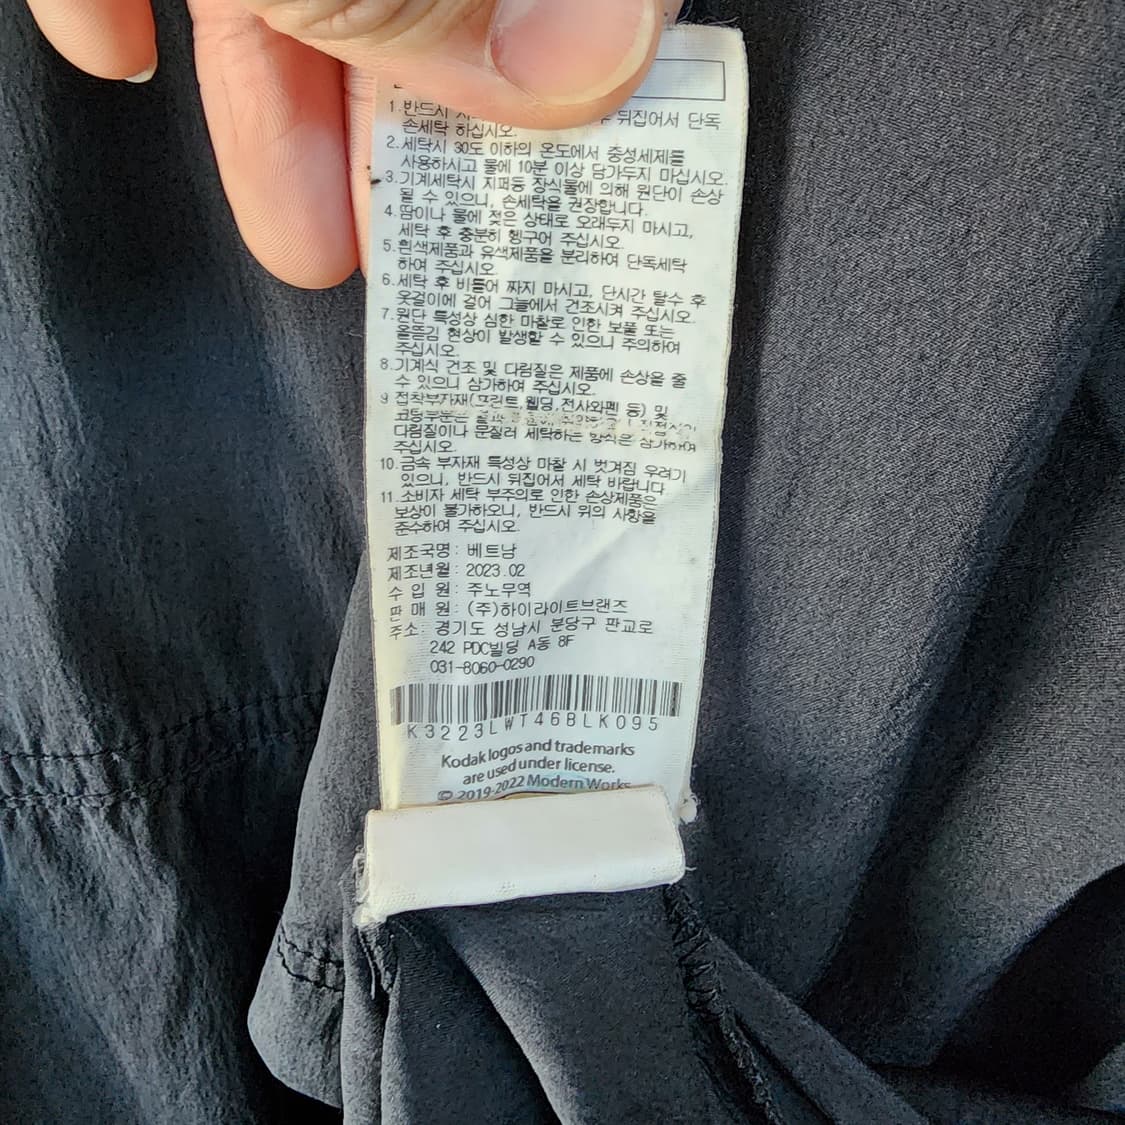 1.반드시 뒤집어서 단독
손세탁 하십시오.
2.세탁시 30도 이하의 온도에서 중성세제를
사용하시고 물에 10분 이상 담가두지 마십시오.
3.기계세탁시 지퍼등 장식물에 의해 원단이 손상
될 수 있으니, 손세탁을 권장합니다.
4.땀이나 물에 젖은 상태로 오래두지 마시고,
세탁 후 충분히 헹구어 주십시오.
5.흰색제품과 유색제품을 분리하여 단독세탁
하여 주십시오.
6.세탁 후 비틀어 짜지 마시고, 단시간 탈수 후
옷걸이에 걸어 그늘에서 건조시켜 주십시오.
7.원단 특성상 심한 마찰로 인한 보풀 또는
올뜯김 현상이 발생할 수 있으니 주의하여
주십시오.
8.기계식 건조 및 다림질은 제품에 손상을 줄
수 있으니 삼가하여 주십시오.
9 접착부자재(프린트,웰딩,전사와펜 등) 및
코팅부분은
다림질이나 문질러 세탁하는 방식은 삼가하여
주십시오.
10.금속 부자재 특성상 마찰 시 벗겨짐 우려가
있으니, 반드시 뒤집어서 세탁 바랍니다
11.소비자 세탁 부주의로 인한 손상제품은
보상이 불가하오니, 반드시 위의 사항을
준수하여 주십시오.
제조국명: 베트남
제조년월: 2023.02
수 입 원: 주노무역
판 매 원: (주)하이라이트브랜즈
주소: 경기도 성남시 분당구 판교로
242 PDC빌딩 A동 8F
031-8060-0290
K3223LWT46BLK095
Kodak logos and trademarks
are used under license.
© 2019-2022 Modern Works